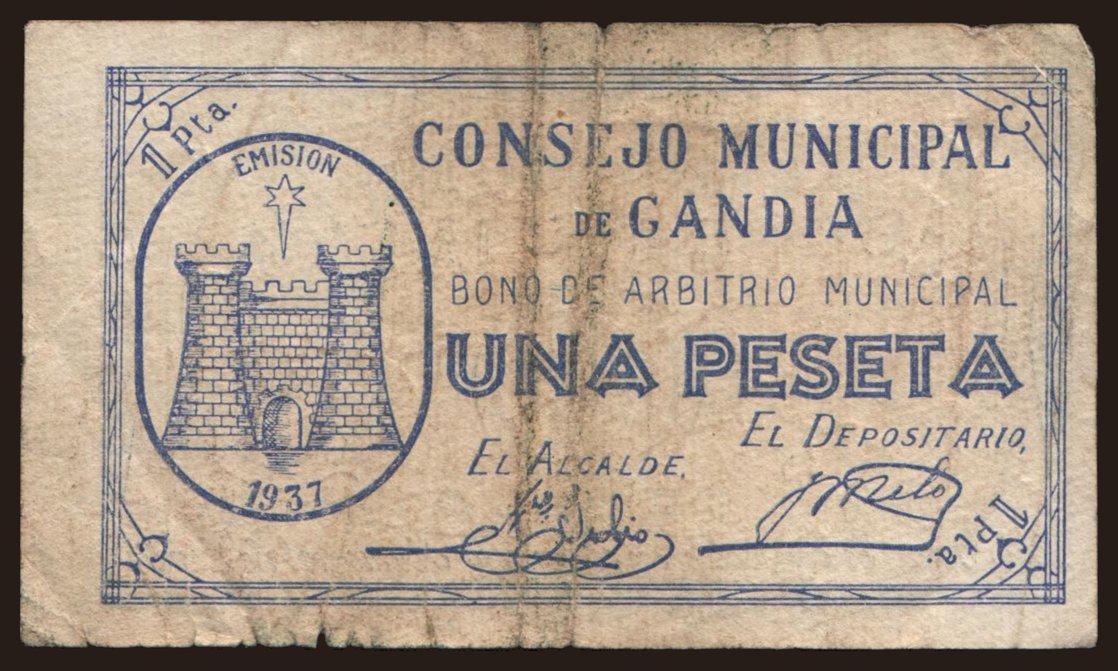 1 Pta.
EMISION
1937
CONSEJO MUNICIPAL
DE GANDIA
BONO DE ARBITRIO MUNICIPAL
UNA PESETA
EL ALCALDE,
EL DEPOSITARIO,
1 Pta.